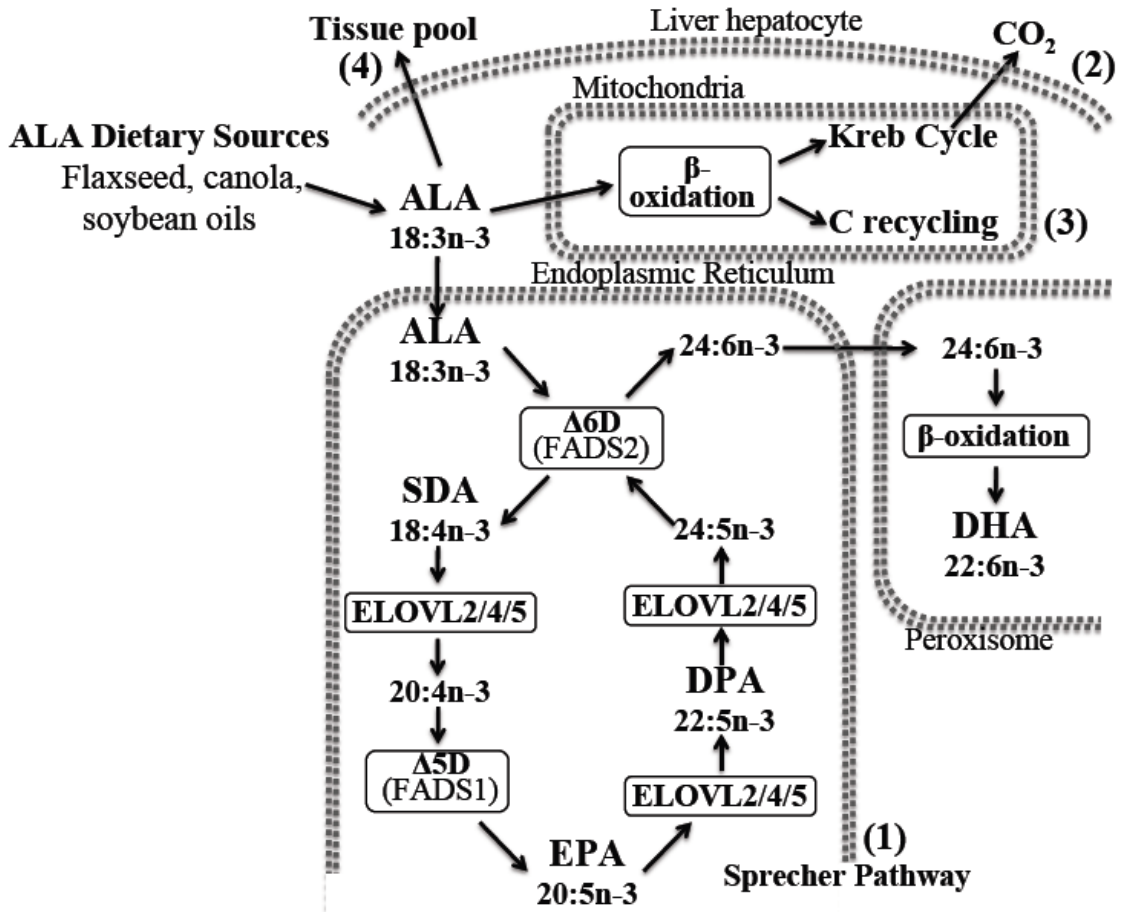 Liver hepatocyte
Tissue pool
CO₂
(4)
(2)
Mitochondria
ALA Dietary Sources
Flaxseed, canola,
soybean oils
Kreb Cycle
β-
oxidation
ALA
18:3n-3
C recycling
(3)
Endoplasmic Reticulum
ALA
18:3n-3
24:6n-3
24:6n-3
Δ6D
(FADS2)
β-oxidation
SDA
18:4n-3
24:5n-3
DHA
22:6n-3
ELOVL2/4/5
ELOVL2/4/5
Peroxisome
20:4n-3
DPA
22:5n-3
Δ5D
(FADS1)
ELOVL2/4/5
EPA
20:5n-3
(1)
Sprecher Pathway